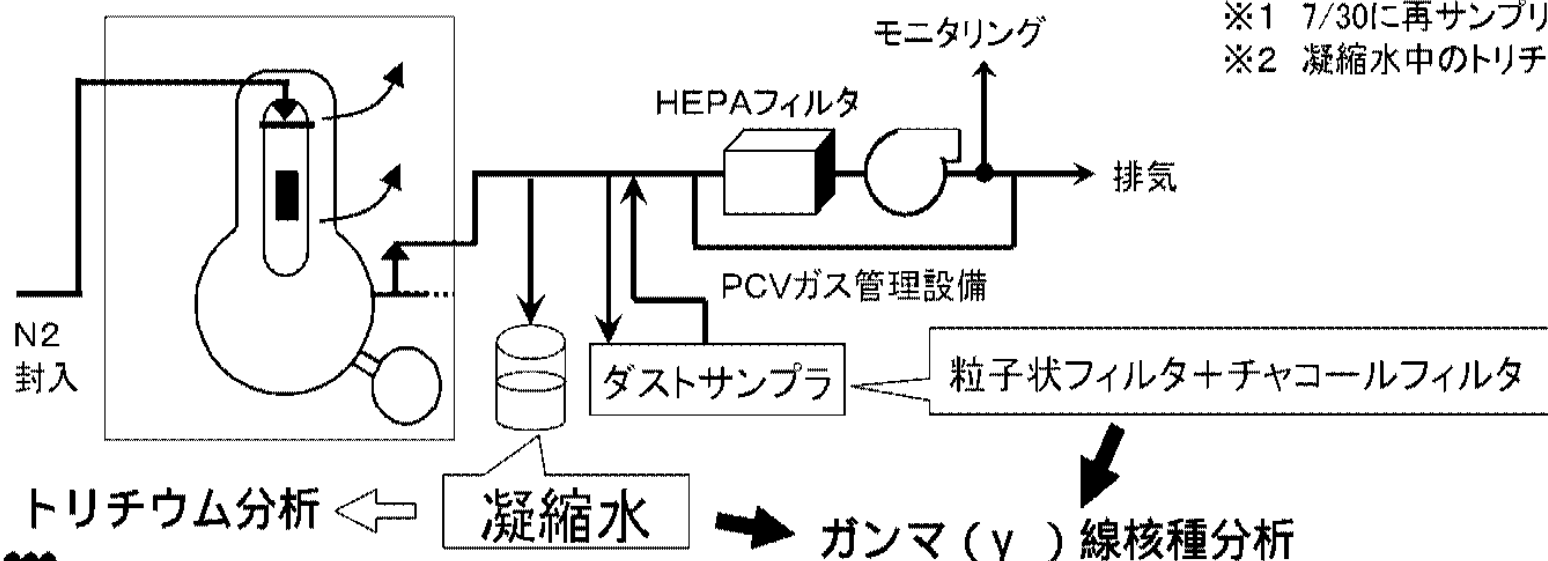 ※1 7/30に再サンプリ
※2 凝縮水中のトリチ
モニタリング
HEPAフィルタ
排気
PCVガス管理設備
N2
封入
ダストサンプラ
粒子状フィルタ+チャコールフィルタ
トリチウム分析
凝縮水
ガンマ(γ )線核種分析